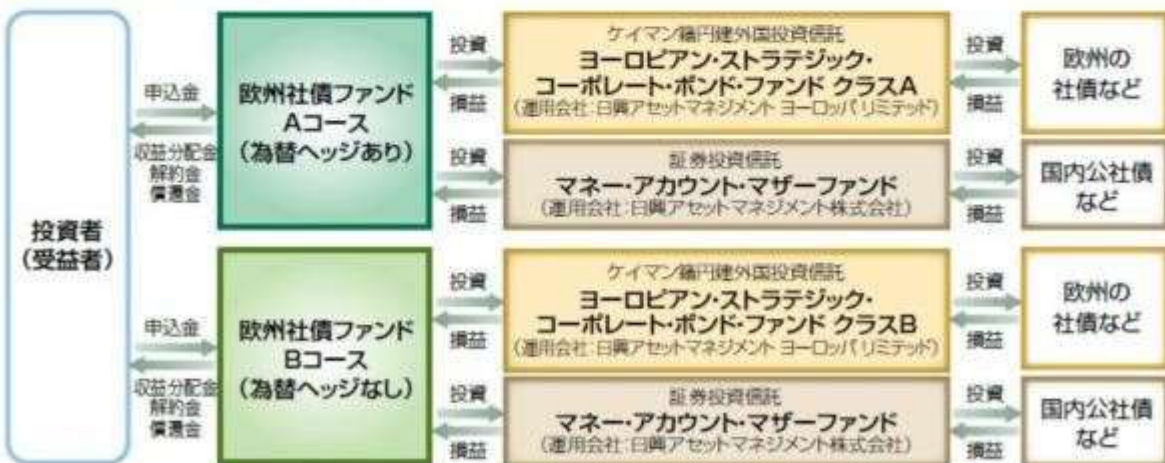 投資者
（受益者）
申込金
収益分配金
解約金
償還金
欧州社債ファンド
Aコース
（為替ヘッジあり）
投資
損益
ケイマン籍円建外国投資信託
ヨーロピアン・ストラテジック・
コーポレート・ボンド・ファンド クラスA
（運用会社：日興アセットマネジメント ヨーロッパ リミテッド）
投資
損益
欧州の
社債など
投資
損益
証券投資信託
マネー・アカウント・マザーファンド
（運用会社：日興アセットマネジメント株式会社）
投資
損益
国内公社債
など
申込金
収益分配金
解約金
償還金
欧州社債ファンド
Bコース
（為替ヘッジなし）
投資
損益
ケイマン籍円建外国投資信託
ヨーロピアン・ストラテジック・
コーポレート・ボンド・ファンド クラスB
（運用会社：日興アセットマネジメント ヨーロッパ リミテッド）
投資
損益
欧州の
社債など
投資
損益
証券投資信託
マネー・アカウント・マザーファンド
（運用会社：日興アセットマネジメント株式会社）
投資
損益
国内公社債
など